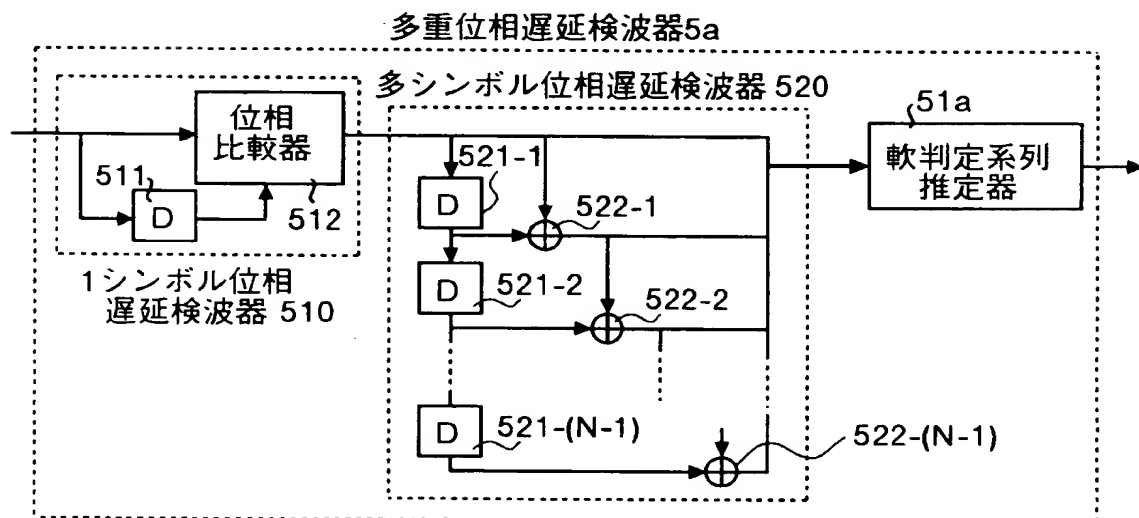 多重位相遅延検波器5a
多シンボル位相遅延検波器 520
位相
比較器
51a
軟判定系列
推定器
511
D
512
521-1
D
522-1
1シンボル位相
遅延検波器 510
D
521-2
522-2
D
521-(N-1)
522-(N-1)